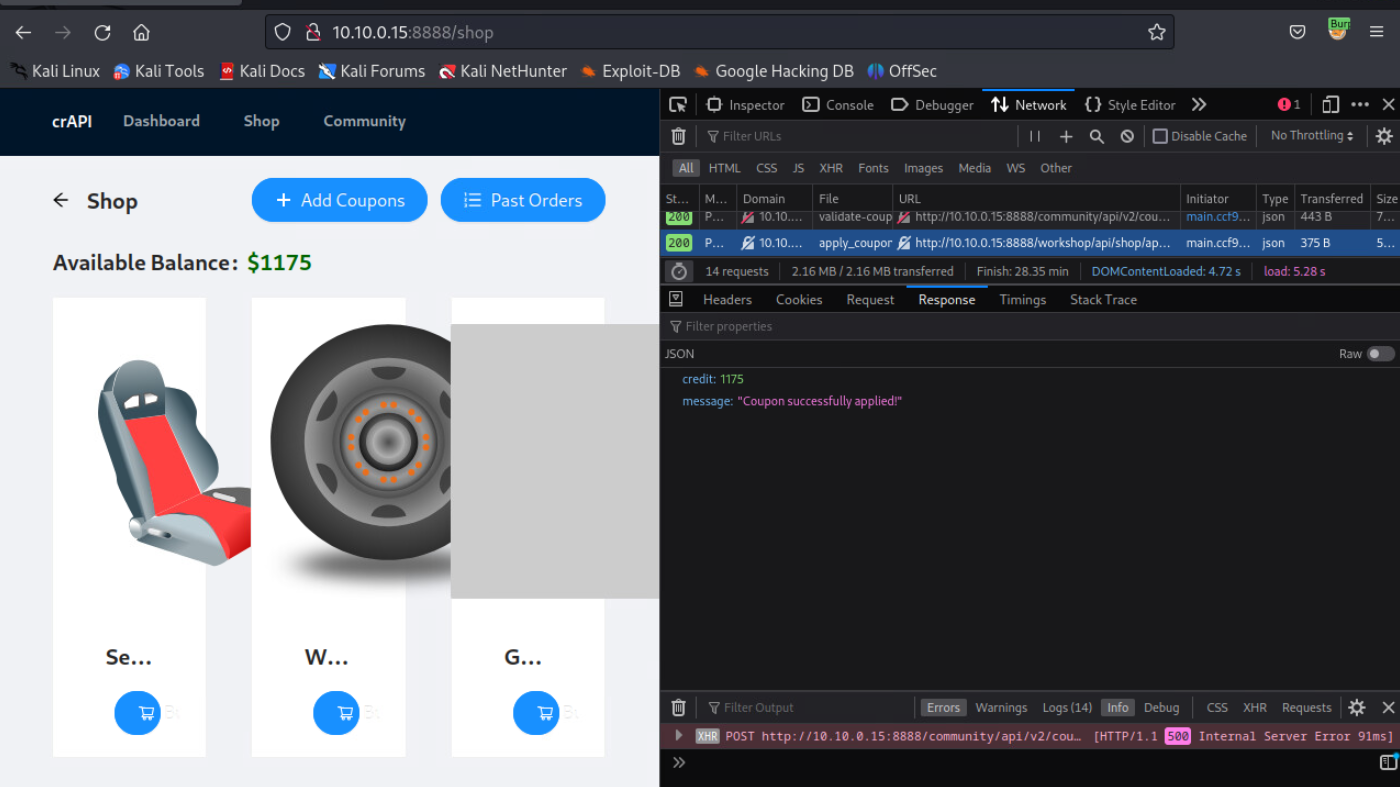 10.10.0.15:8888/shop
Burr
Kali Linux Kali Tools Kali Docs Kali Forums Kali NetHunter Exploit-DB Google Hacking DB OffSec
crAPI Dashboard Shop Community
Shop
+ Add Coupons
Past Orders
Available Balance: $1175
Se...
W...
G...
Inspector Console Debugger Network {} Style Editor 1
Filter URLs Disable Cache No Throttling
All HTML CSS JS XHR Fonts Images Media WS Other
St... M... Domain File URL Initiator Type Transferred Size
200 P... 10.10.... validate-coup http://10.10.0.15:8888/community/api/v2/cou... main.ccf9... json 443 B 7...
200 P... 10.10.... apply_coupon http://10.10.0.15:8888/workshop/api/shop/ap... main.ccf9... json 375 B 5...
14 requests 2.16 MB / 2.16 MB transferred Finish: 28.35 min DOMContentLoaded: 4.72 s load: 5.28 s
Headers Cookies Request Response Timings Stack Trace
Filter properties
JSON Raw
credit: 1175
message: "Coupon successfully applied!"
Filter Output Errors Warnings Logs (14) Info Debug CSS XHR Requests
XHR POST http://10.10.0.15:8888/community/api/v2/cou... [HTTP/1.1 500 Internal Server Error 91ms]